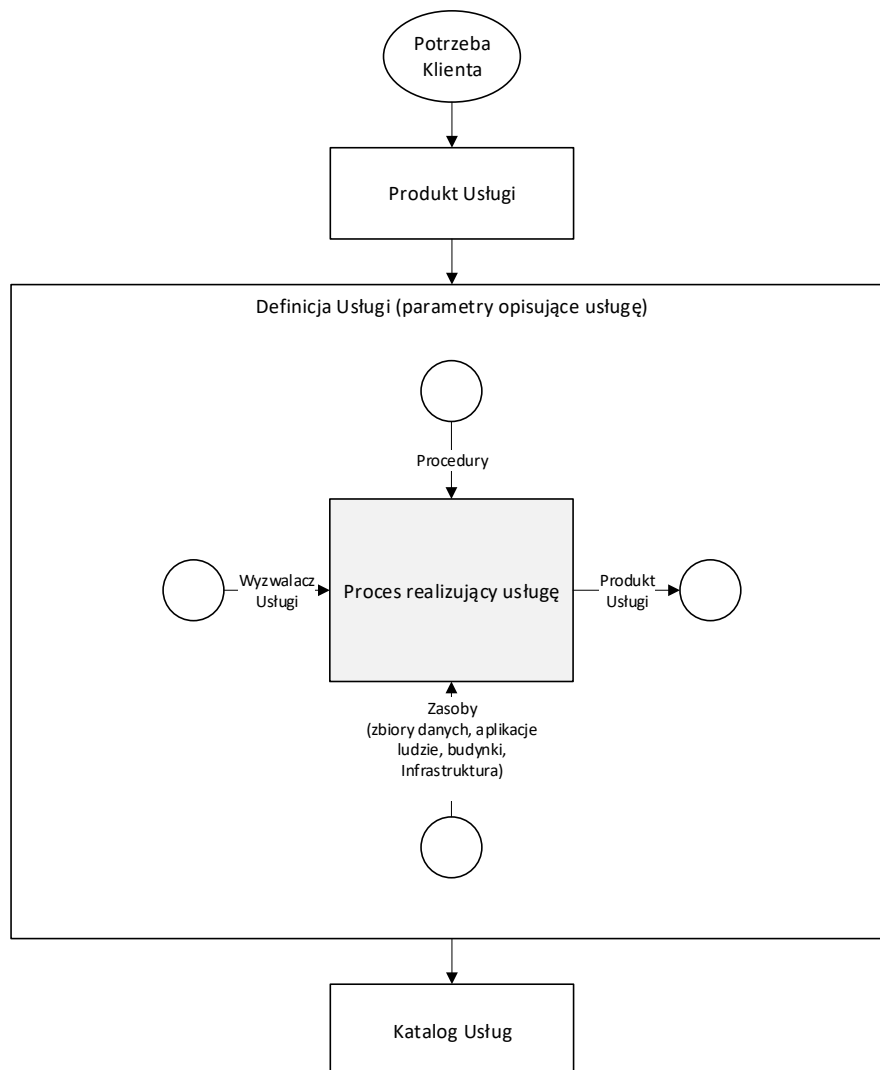 Potrzeba
Klienta
Produkt Usługi
Definicja Usługi (parametry opisujące usługę)
Procedury
Wyzwalacz
Usługi
Proces realizujący usługę
Produkt
Usługi
Zasoby
(zbiory danych, aplikacje
ludzie, budynki,
Infrastruktura)
Katalog Usług